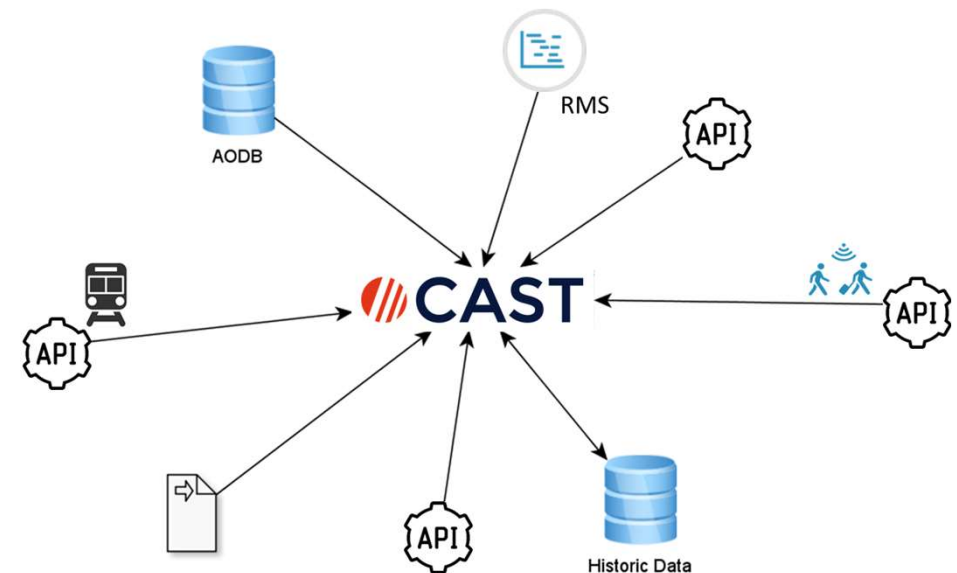 RMS
API
AODB
CAST
API
API
API
Historic Data